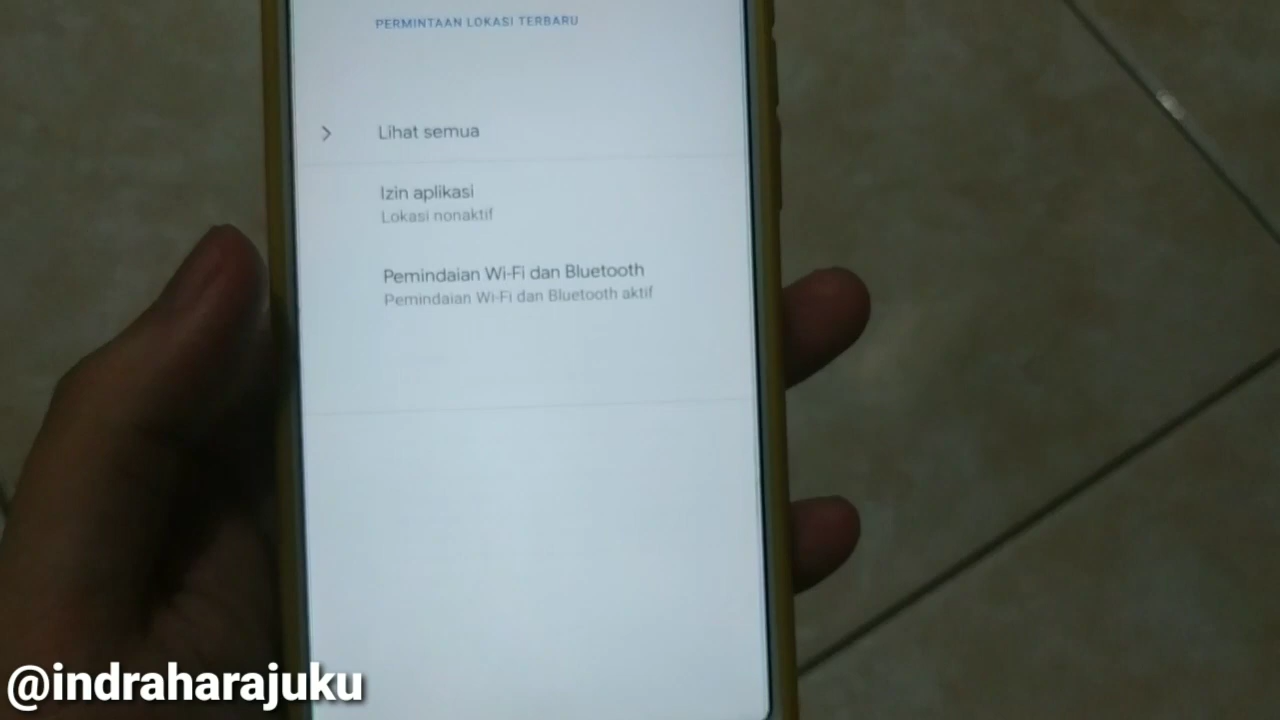 PERMINTAAN LOKASI TERBARU
Lihat semua
Izin aplikasi
Lokasi nonaktif
Pemindaian Wi-Fi dan Bluetooth
Pemindaian Wi-Fi dan Bluetooth aktif
@indraharajuku